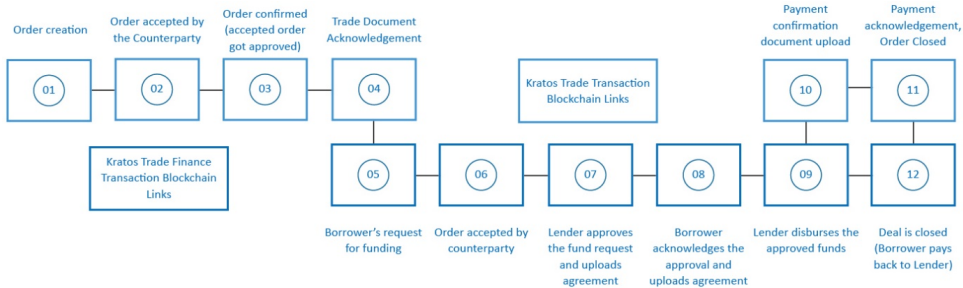 Order creation
Order accepted by
the Counterparty
Order confirmed
(accepted order
got approved)
Trade Document
Acknowledgement
Payment
confirmation
document upload
Payment
acknowledgement,
Order Closed
01
02
03
04
Kratos Trade Transaction
Blockchain Links
10
11
Kratos Trade Finance
Transaction Blockchain
Links
05
06
07
08
09
12
Borrower's request
for funding
Order accepted by
counterparty
Lender approves
the fund request
and uploads
agreement
Borrower
acknowledges the
approval and
uploads agreement
Lender disburses the
approved funds
Deal is closed
(Borrower pays
back to Lender)